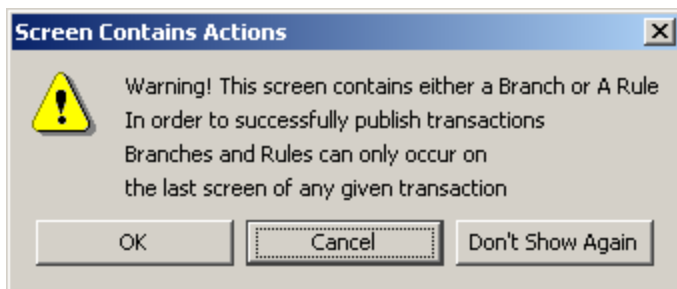 Screen Contains Actions
Warning! This screen contains either a Branch or A Rule
In order to successfully publish transactions
Branches and Rules can only occur on
the last screen of any given transaction
OK
Cancel
Don't Show Again